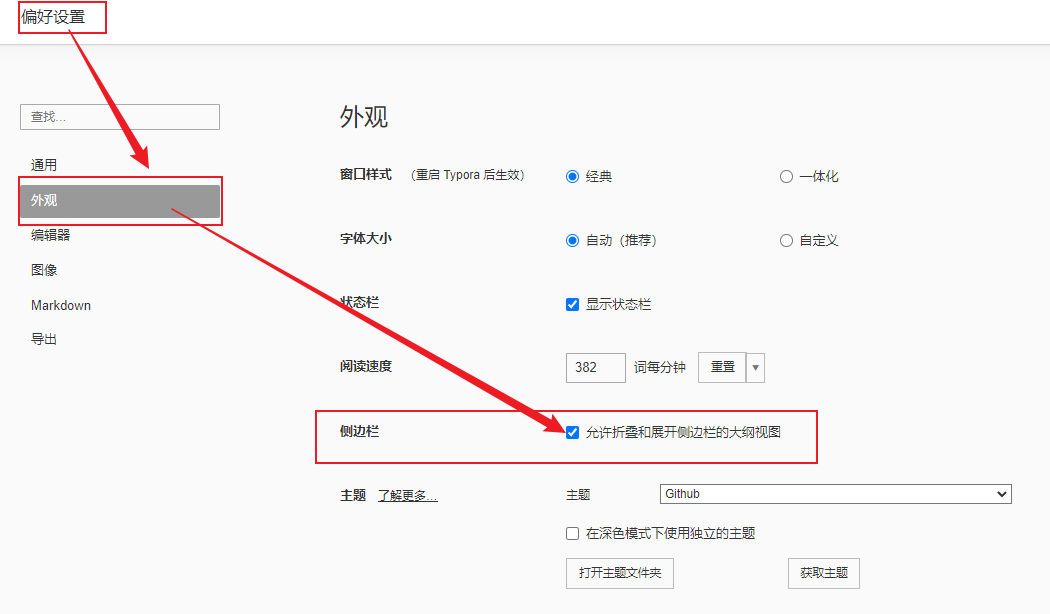 偏好设置
查找...
通用
外观
编辑器
图像
Markdown
导出
外观
窗口样式 （重启 Typora 后生效） 经典 一体化
字体大小 自动（推荐） 自定义
状态栏 显示状态栏
阅读速度 382 词每分钟 重置
侧边栏 允许折叠和展开侧边栏的大纲视图
主题 了解更多... 主题 Github
在深色模式下使用独立的主题
打开主题文件夹 获取主题